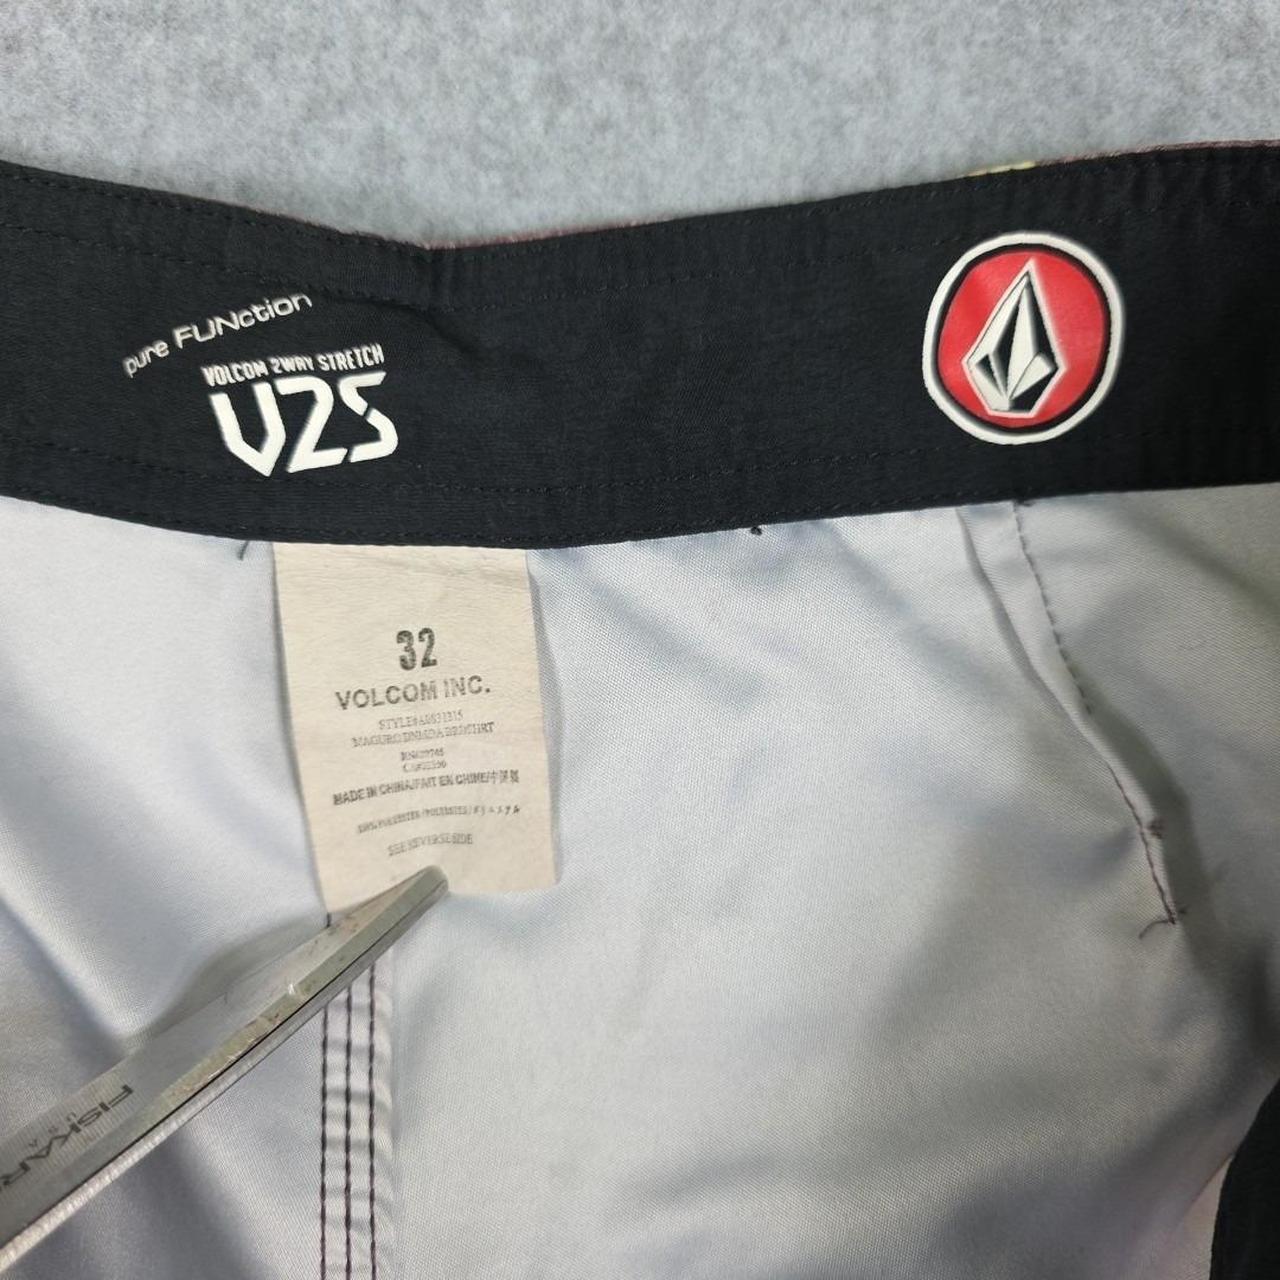 pure FUNction
VOLCOM 2WAY STRETCH
V2S
32
VOLCOM INC.
MADE IN CHINA/FAIT EN CHINE/中国製
SEE REVERSE SIDE
FISKARS
USA